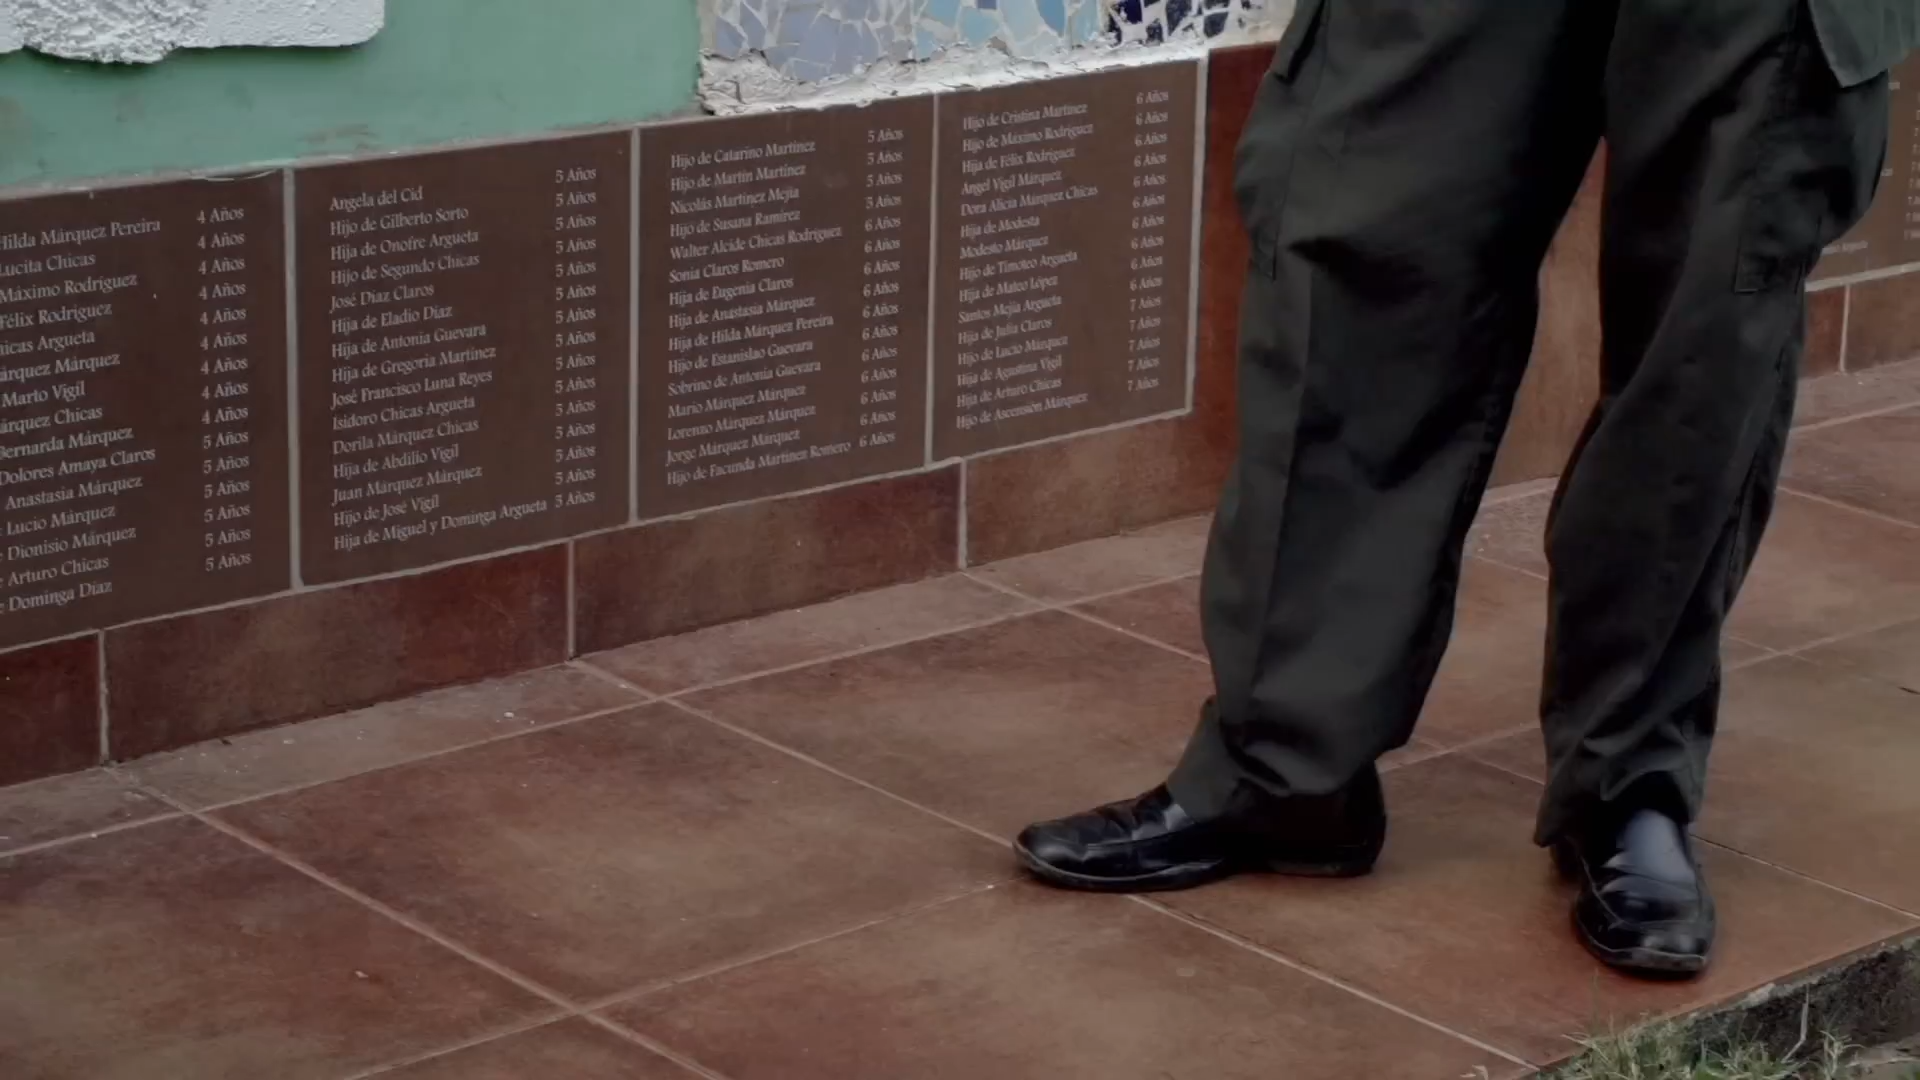 Hilda Márquez Pereira 4 Años
Lucita Chicas 4 Años
Máximo Rodríguez 4 Años
Félix Rodríguez 4 Años
Argueta 4 Años
Márquez 4 Años
Marto Vigil 4 Años
Chicas 4 Años
Bernarda Márquez 4 Años
Dolores Amaya Claros 5 Años
Anastasia Márquez 5 Años
Lucio Márquez 5 Años
Dionisio Márquez 5 Años
Arturo Chicas 5 Años
Dominga Díaz 5 Años
Angela del Cid 5 Años
Hijo de Gilberto Sorto 5 Años
Hija de Onofre Argueta 5 Años
Hijo de Segundo Chicas 5 Años
José Díaz Claros 5 Años
Hija de Eladio Díaz 5 Años
Hija de Antonia Guevara 5 Años
Hija de Gregoria Martínez 5 Años
José Francisco Luna Reyes 5 Años
Isidoro Chicas Argueta 5 Años
Dorila Márquez Chicas 5 Años
Hija de Abdilio Vigil 5 Años
Juan Márquez Márquez 5 Años
Hijo de José Vigil 5 Años
Hija de Miguel y Dominga Argueta 5 Años
Hijo de Catarino Martínez 5 Años
Hijo de Martín Martínez 5 Años
Nicolás Martínez Mejía 5 Años
Hijo de Susana Ramírez 5 Años
Walter Alcide Chicas Rodríguez 6 Años
Sonia Claros Romero 6 Años
Hija de Eugenia Claros 6 Años
Hija de Anastasia Márquez 6 Años
Hija de Hilda Márquez Pereira 6 Años
Hijo de Estanislao Guevara 6 Años
Sobrino de Antonia Guevara 6 Años
Mario Márquez Márquez 6 Años
Lorenzo Márquez Márquez 6 Años
Jorge Márquez Márquez 6 Años
Hijo de Facunda Martínez Romero 6 Años
Hijo de Cristina Martínez 6 Años
Hijo de Máximo Rodríguez 6 Años
Hija de Félix Rodríguez 6 Años
Angel Vigil Márquez 6 Años
Dora Alicia Márquez Chicas 6 Años
Hija de Modesta 6 Años
Modesto Márquez 6 Años
Hijo de Timoteo Argueta 6 Años
Hija de Mateo López 6 Años
Santos Mejía Argueta 7 Años
Hija de Julia Claros 7 Años
Hijo de Lucio Márquez 7 Años
Hija de Agustina Vigil 7 Años
Hijo de Arturo Chicas 7 Años
Hijo de Ascensión Márquez